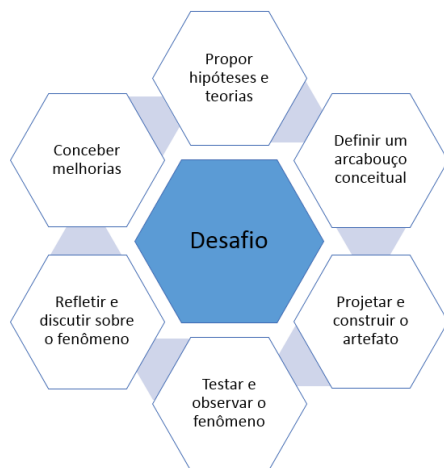 Propor
hipóteses e
teorias
Definir um
arcabouço
conceitual
Projetar e
construir o
artefato
Testar e
observar o
fenômeno
Refletir e
discutir sobre
o fenômeno
Conceber
melhorias
Desafio